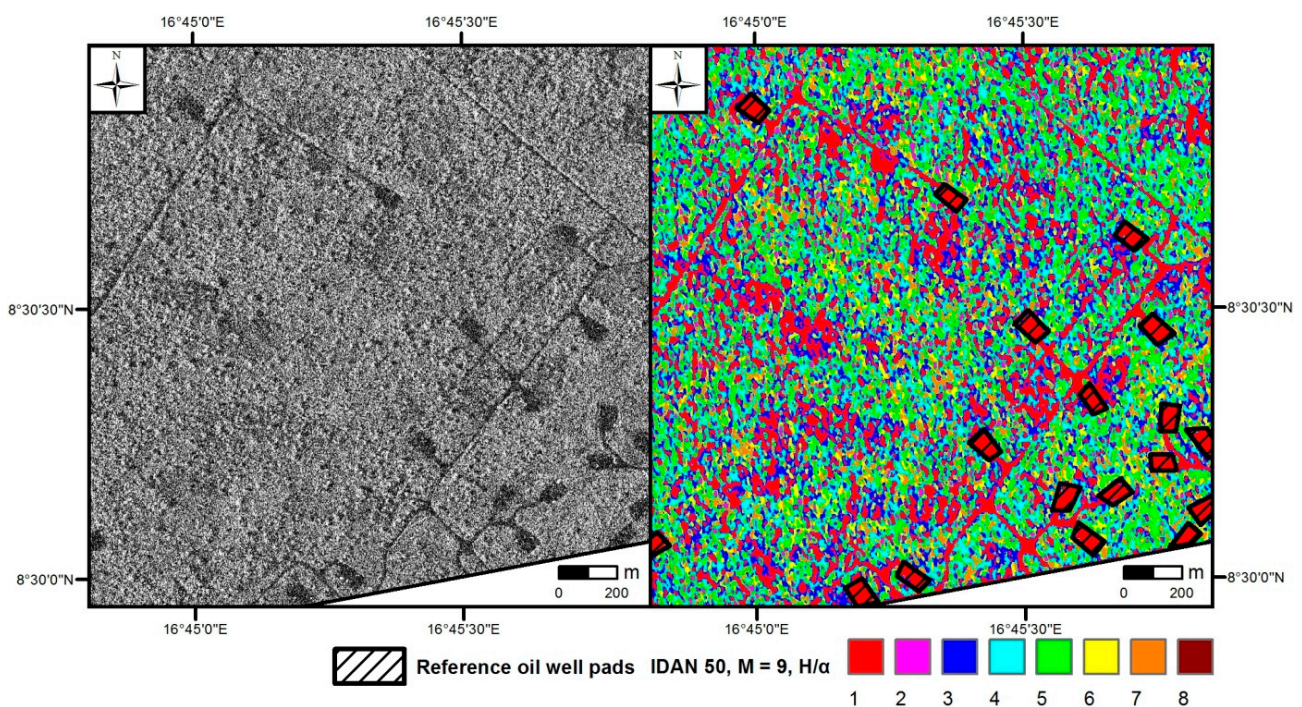 16°45'0"E 16°45'30"E 16°45'0"E 16°45'30"E
N N
8°30'30"N 8°30'30"N
8°30'0"N 8°30'0"N
m m
0 200 0 200
16°45'0"E 16°45'30"E 16°45'0"E 16°45'30"E
Reference oil well pads IDAN 50, M = 9, H/α
1 2 3 4 5 6 7 8